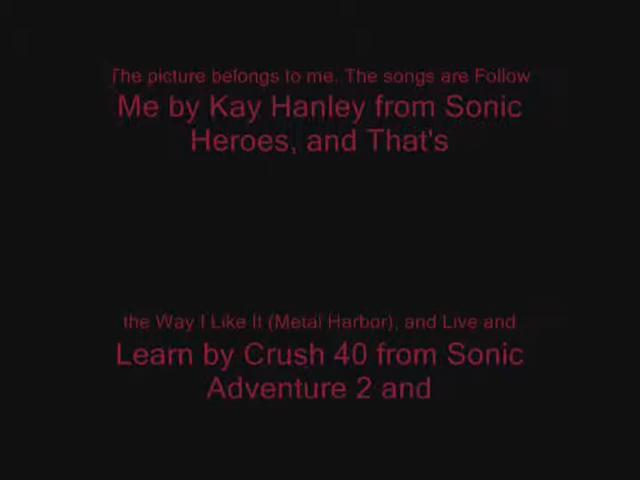 The picture belongs to me. The songs are Follow
Me by Kay Hanley from Sonic
Heroes, and That's
the Way I Like It (Metal Harbor), and Live and
Learn by Crush 40 from Sonic
Adventure 2 and